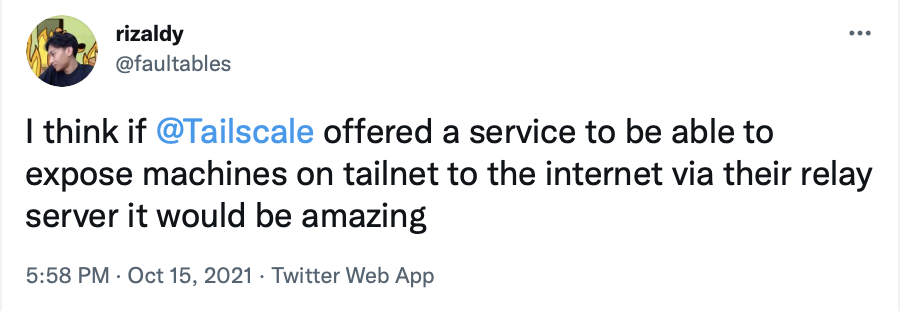 rizaldy
@faultables
I think if @Tailscale offered a service to be able to
expose machines on tailnet to the internet via their relay
server it would be amazing
5:58 PM · Oct 15, 2021 · Twitter Web App